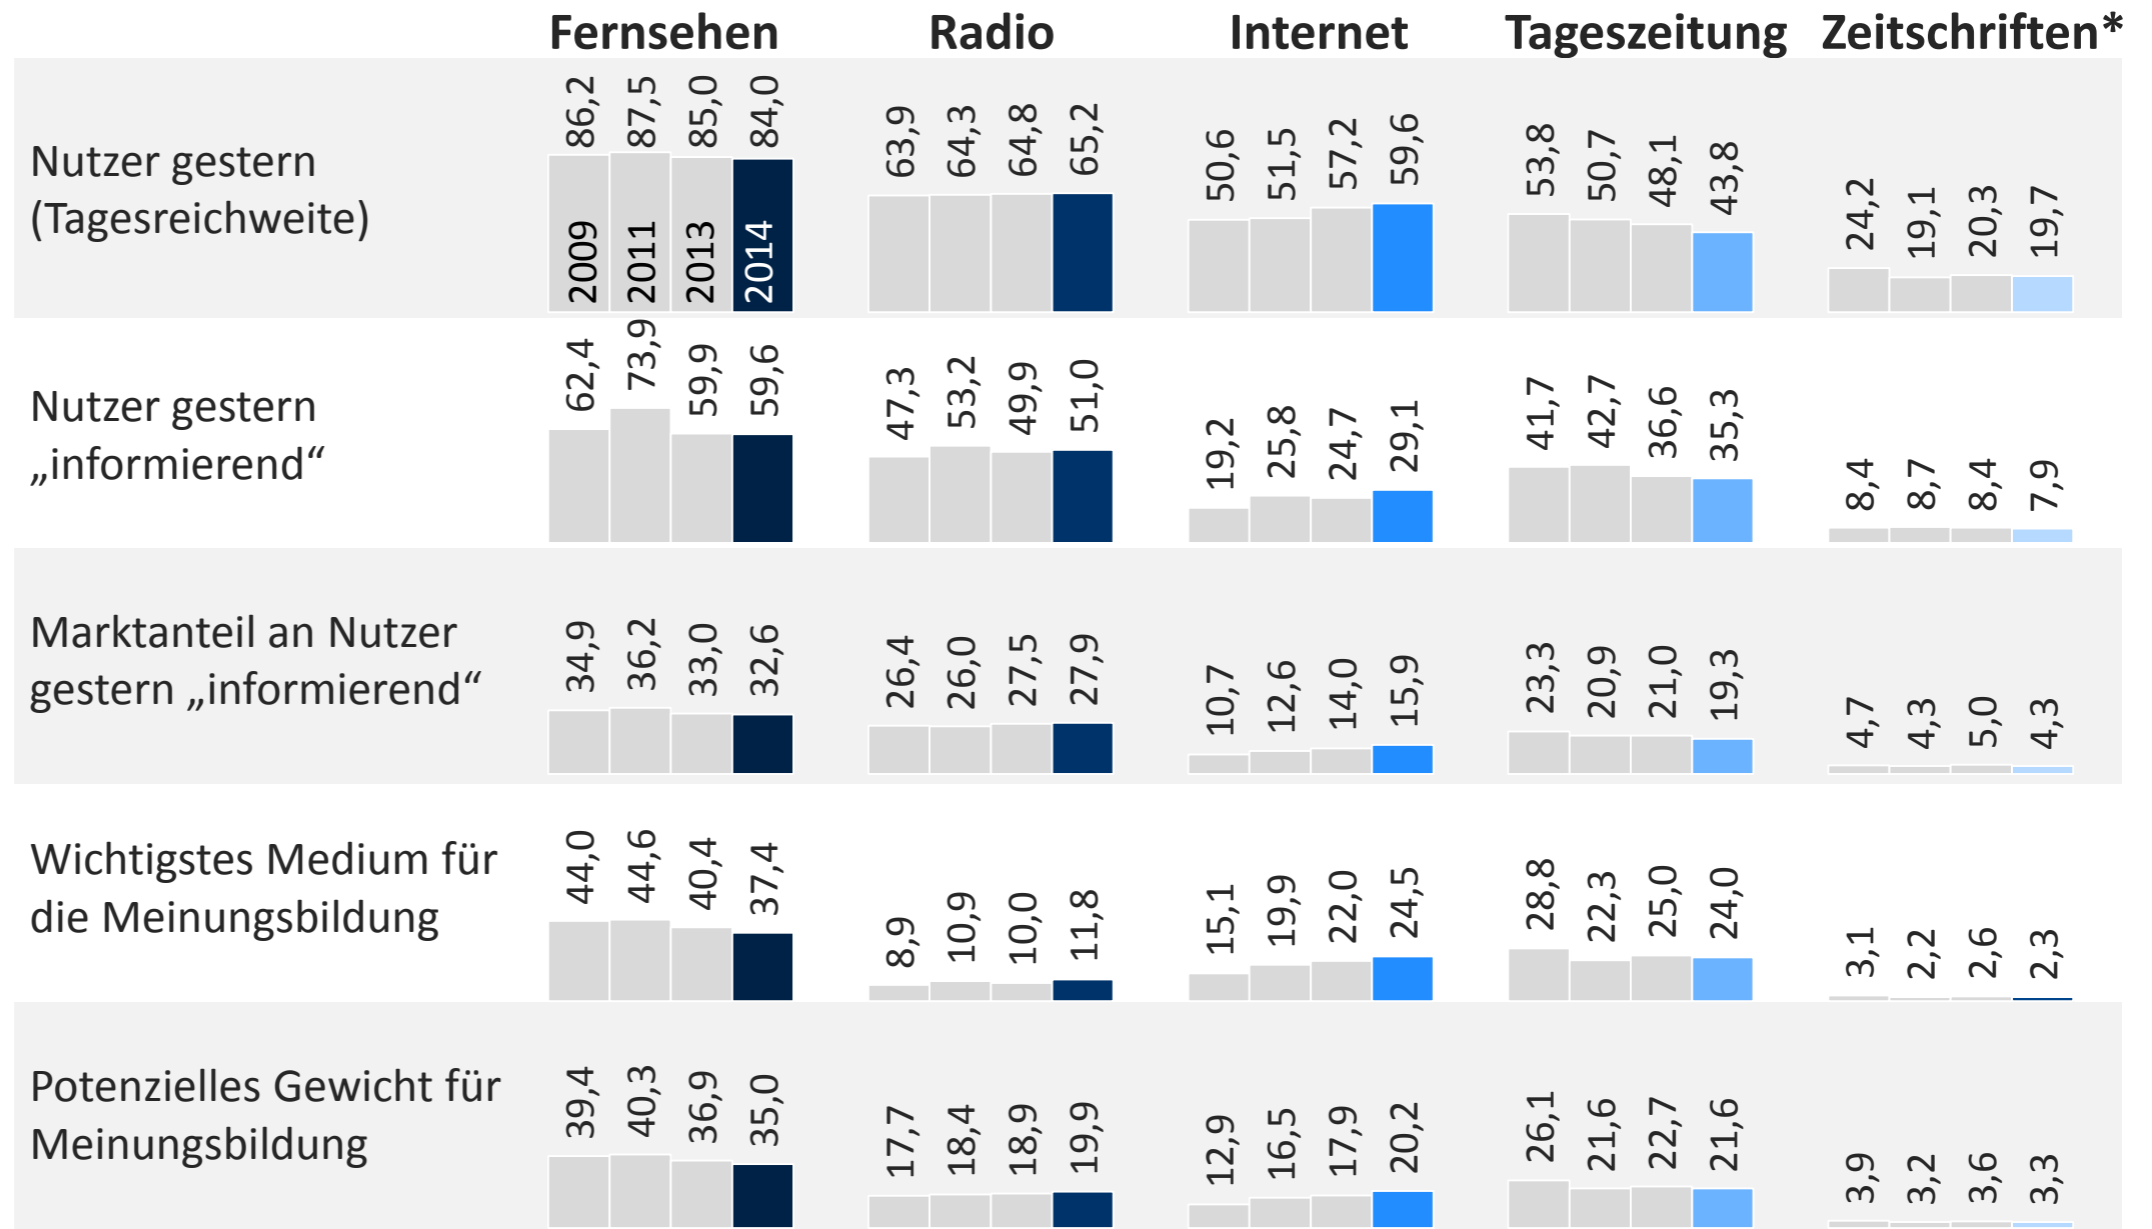 Fernsehen Radio Internet Tageszeitung Zeitschriften*
Nutzer gestern
(Tagesreichweite)
86,2 87,5 85,0 84,0 63,9 64,3 64,8 65,2 50,6 51,5 57,2 59,6 53,8 50,7 48,1 43,8 24,2 19,1 20,3 19,7
2009 2011 2013 2014
Nutzer gestern
„informierend“
62,4 73,9 59,9 59,6 47,3 53,2 49,9 51,0 19,2 25,8 24,7 29,1 41,7 42,7 36,6 35,3 8,4 8,7 8,4 7,9
Marktanteil an Nutzer
gestern „informierend“
34,9 36,2 33,0 32,6 26,4 26,0 27,5 27,9 10,7 12,6 14,0 15,9 23,3 20,9 21,0 19,3 4,7 4,3 5,0 4,3
Wichtigstes Medium für
die Meinungsbildung
44,0 44,6 40,4 37,4 8,9 10,9 10,0 11,8 15,1 19,9 22,0 24,5 28,8 22,3 25,0 24,0 3,1 2,2 2,6 2,3
Potenzielles Gewicht für
Meinungsbildung
39,4 40,3 36,9 35,0 17,7 18,4 18,9 19,9 12,9 16,5 17,9 20,2 26,1 21,6 22,7 21,6 3,9 3,2 3,6 3,3